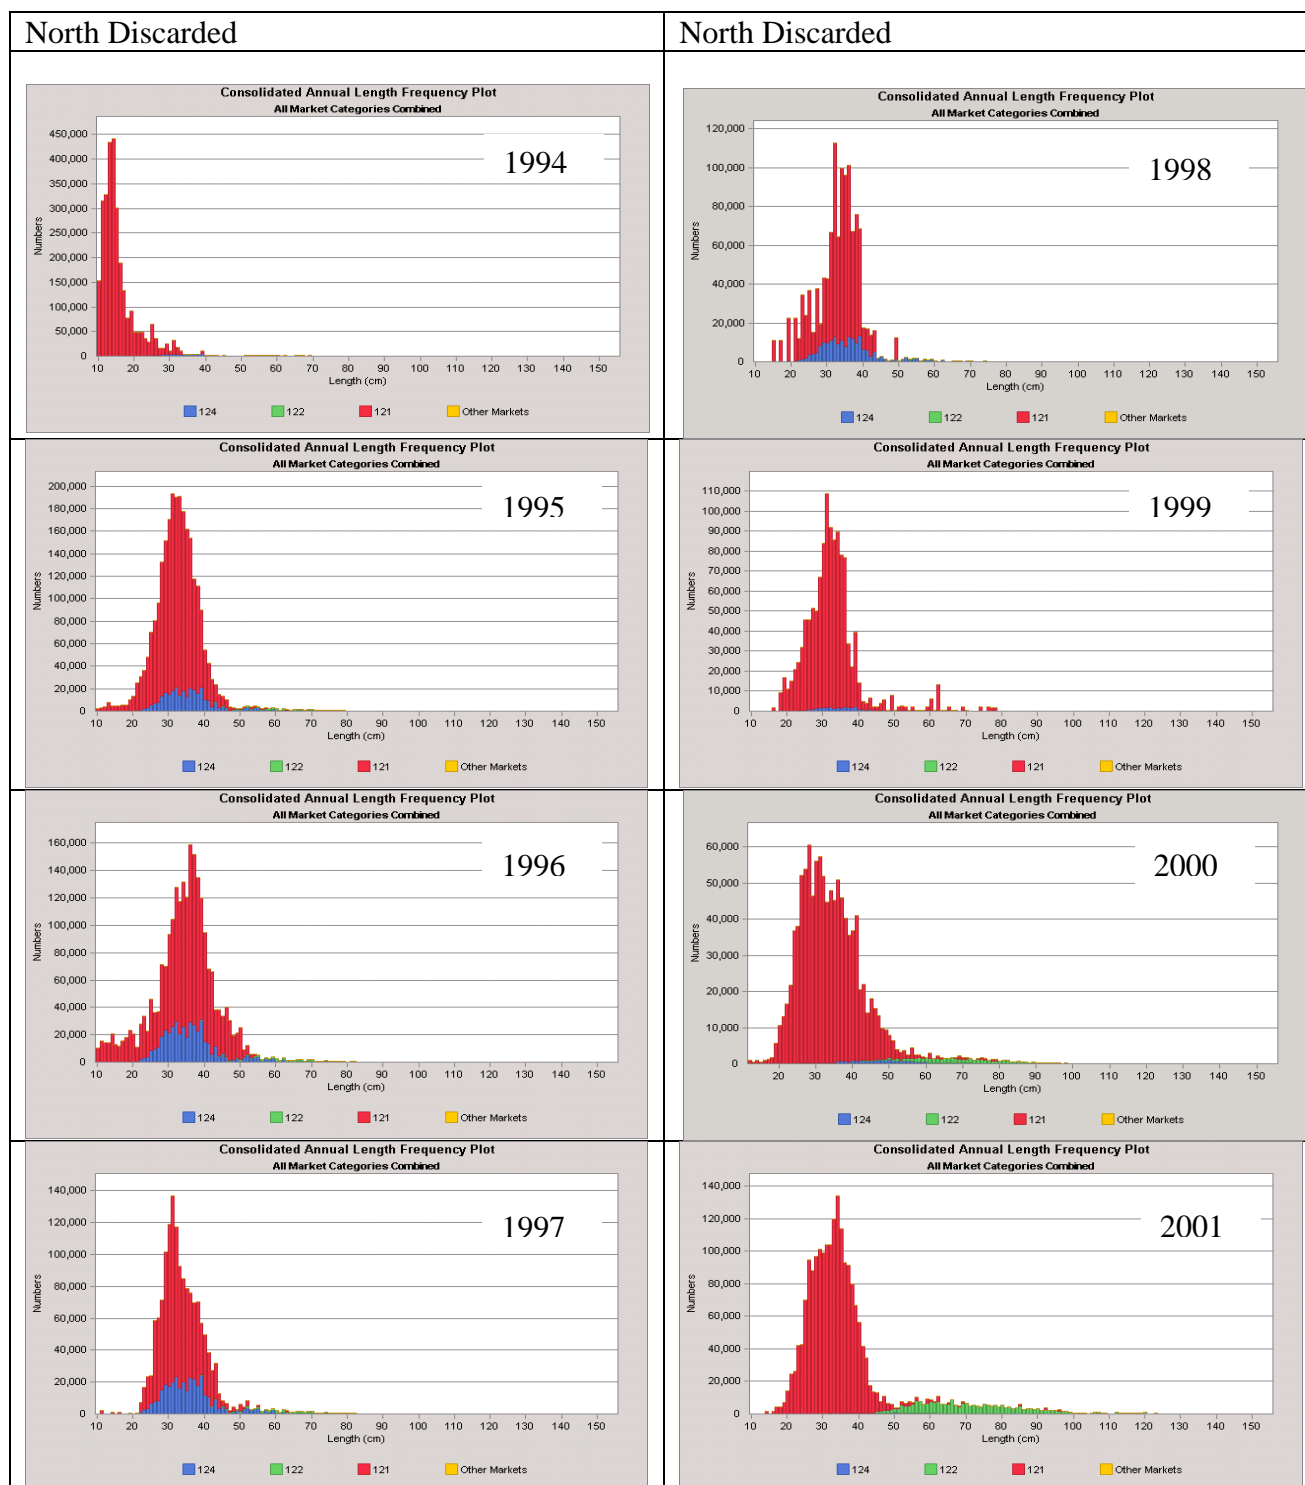 North Discarded
North Discarded
Consolidated Annual Length Frequency Plot
All Market Categories Combined
1994
450,000
400,000
350,000
300,000
250,000
200,000
150,000
100,000
50,000
0
Numbers
10 20 30 40 50 60 70 80 90 100 110 120 130 140 150
Length (cm)
124 122 121 Other Markets
Consolidated Annual Length Frequency Plot
All Market Categories Combined
1998
120,000
100,000
80,000
60,000
40,000
20,000
0
Numbers
10 20 30 40 50 60 70 80 90 100 110 120 130 140 150
Length (cm)
124 122 121 Other Markets
Consolidated Annual Length Frequency Plot
All Market Categories Combined
1995
200,000
180,000
160,000
140,000
120,000
100,000
80,000
60,000
40,000
20,000
0
Numbers
10 20 30 40 50 60 70 80 90 100 110 120 130 140 150
Length (cm)
124 122 121 Other Markets
Consolidated Annual Length Frequency Plot
All Market Categories Combined
1999
110,000
100,000
90,000
80,000
70,000
60,000
50,000
40,000
30,000
20,000
10,000
0
Numbers
10 20 30 40 50 60 70 80 90 100 110 120 130 140 150
Length (cm)
124 122 121 Other Markets
Consolidated Annual Length Frequency Plot
All Market Categories Combined
1996
160,000
140,000
120,000
100,000
80,000
60,000
40,000
20,000
0
Numbers
10 20 30 40 50 60 70 80 90 100 110 120 130 140 150
Length (cm)
124 122 121 Other Markets
Consolidated Annual Length Frequency Plot
All Market Categories Combined
2000
60,000
50,000
40,000
30,000
20,000
10,000
0
Numbers
20 30 40 50 60 70 80 90 100 110 120 130 140 150
Length (cm)
124 122 121 Other Markets
Consolidated Annual Length Frequency Plot
All Market Categories Combined
1997
140,000
120,000
100,000
80,000
60,000
40,000
20,000
0
Numbers
10 20 30 40 50 60 70 80 90 100 110 120 130 140 150
Length (cm)
124 122 121 Other Markets
Consolidated Annual Length Frequency Plot
All Market Categories Combined
2001
140,000
120,000
100,000
80,000
60,000
40,000
20,000
0
Numbers
10 20 30 40 50 60 70 80 90 100 110 120 130 140 150
Length (cm)
124 122 121 Other Markets